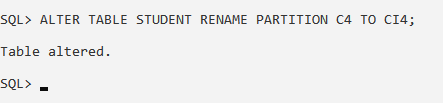 SQL> ALTER TABLE STUDENT RENAME PARTITION C4 TO CI4;
Table altered.
SQL>